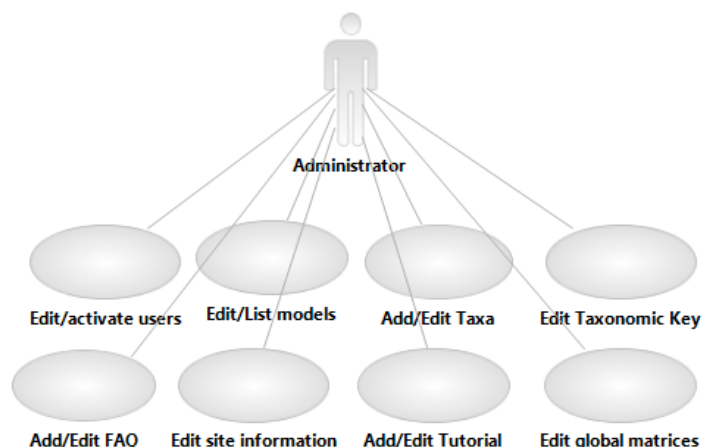 Administrator
Edit/activate users
Edit/List models
Add/Edit Taxa
Edit Taxonomic Key
Add/Edit FAQ
Edit site information
Add/Edit Tutorial
Edit global matrices